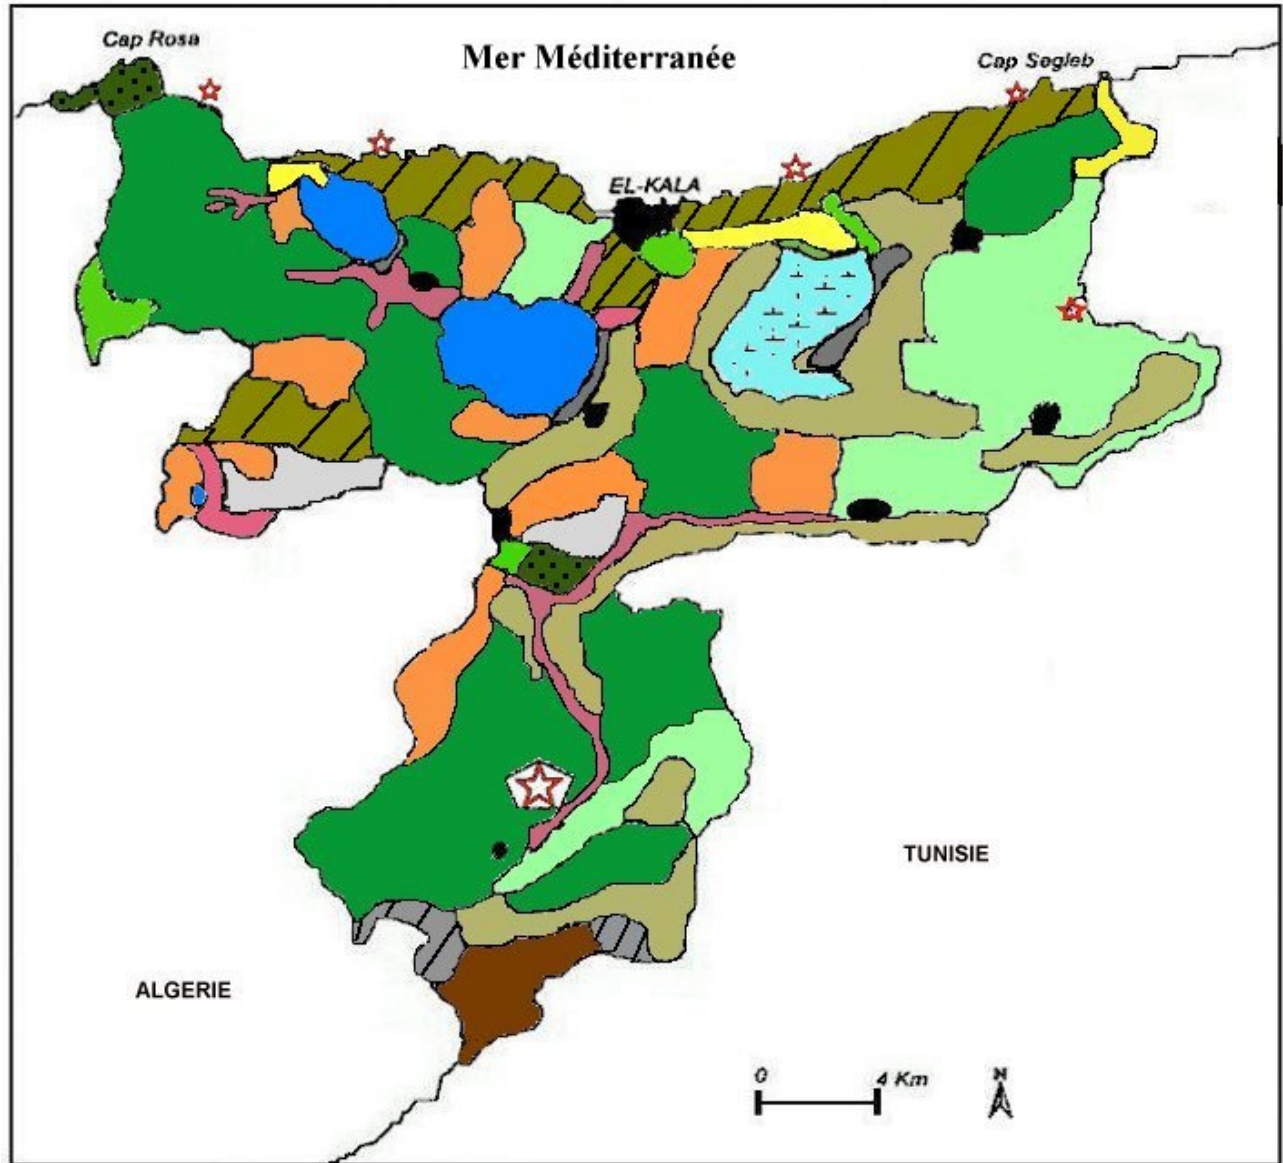 Cap Rosa
Mer Méditerranée
Cap Segleb
EL-KALA
TUNISIE
ALGERIE
0 4 Km
N